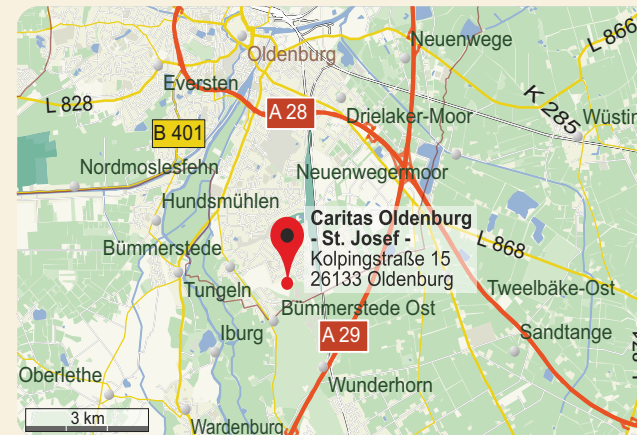 Neuenwege
L 866
Oldenburg
Eversten
L 828
A 28
K 285
Drielaker-Moor
B 401
Nordmoslesfehn
Neuenwegermoor
Hundsmühlen
Caritas Oldenburg
- St. Josef -
Kolpingstraße 15
26133 Oldenburg
L 868
Bümmerstede
Tungeln
Tweelbäke-Ost
Bümmerstede Ost
Iburg
A 29
Sandtange
Oberlethe
Wunderhorn
3 km
Wardenburg